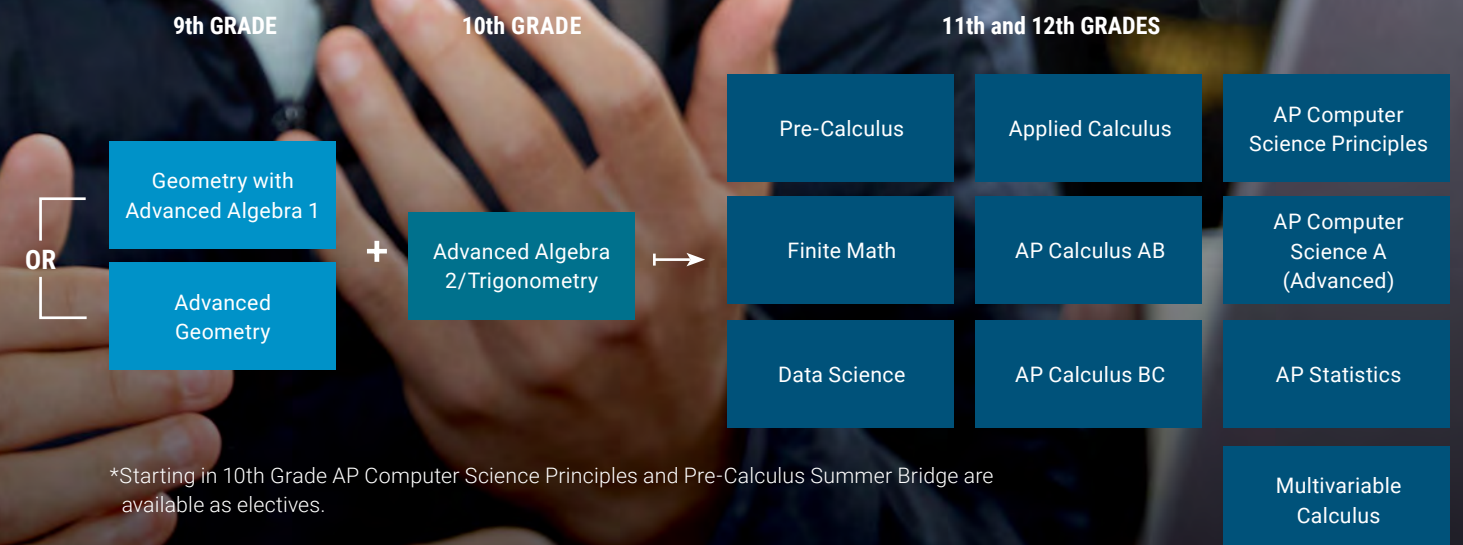 9th GRADE
10th GRADE
11th and 12th GRADES
OR
Geometry with
Advanced Algebra 1
Advanced
Geometry
+
Advanced Algebra
2/Trigonometry
Pre-Calculus
Applied Calculus
AP Computer
Science Principles
Finite Math
AP Calculus AB
AP Computer
Science A
(Advanced)
Data Science
AP Calculus BC
AP Statistics
Multivariable
Calculus
*Starting in 10th Grade AP Computer Science Principles and Pre-Calculus Summer Bridge are
available as electives.